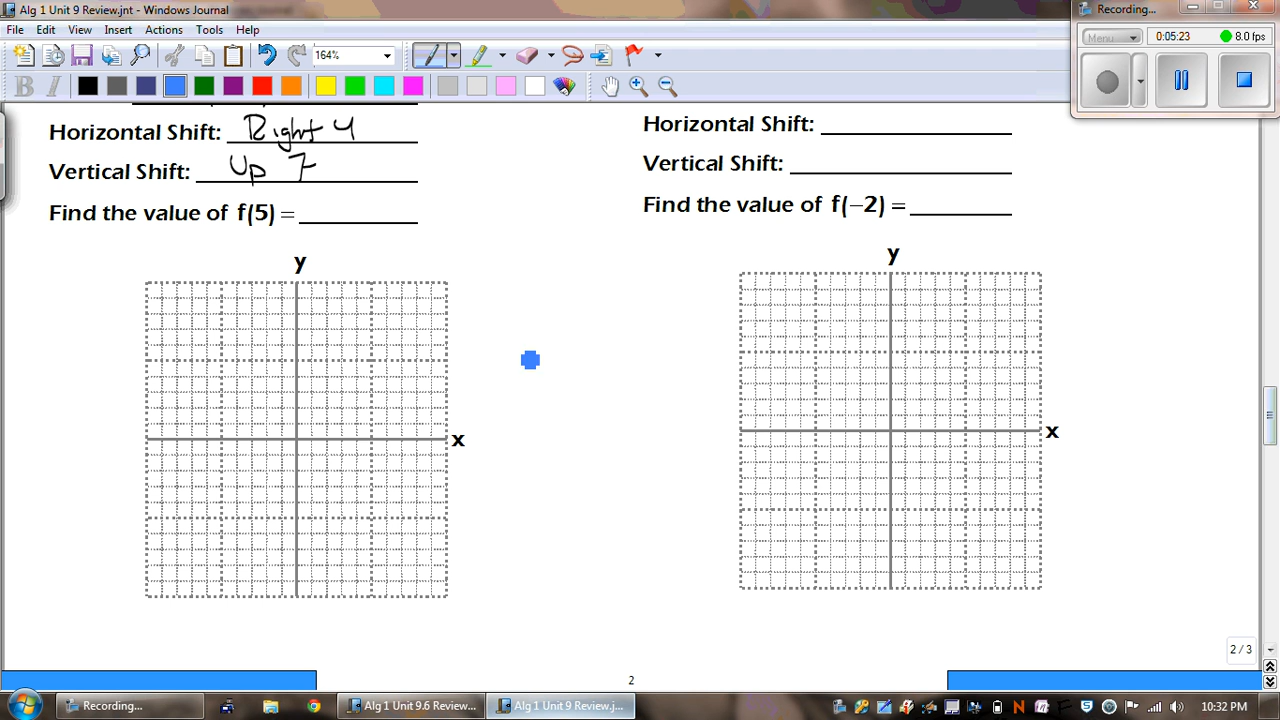 Alg 1 Unit 9 Review.jnt - Windows Journal
Recording...
File Edit View Insert Actions Tools Help
Menu
0:05:23
8.0 fps
164%
B I
Horizontal Shift: Right 4
Vertical Shift: Up 7
Find the value of f(5) =
y
x
Horizontal Shift:
Vertical Shift:
Find the value of f(−2) =
y
x
2 / 3
2
Recording...
Alg 1 Unit 9.6 Review...
Alg 1 Unit 9 Review.j...
10:32 PM